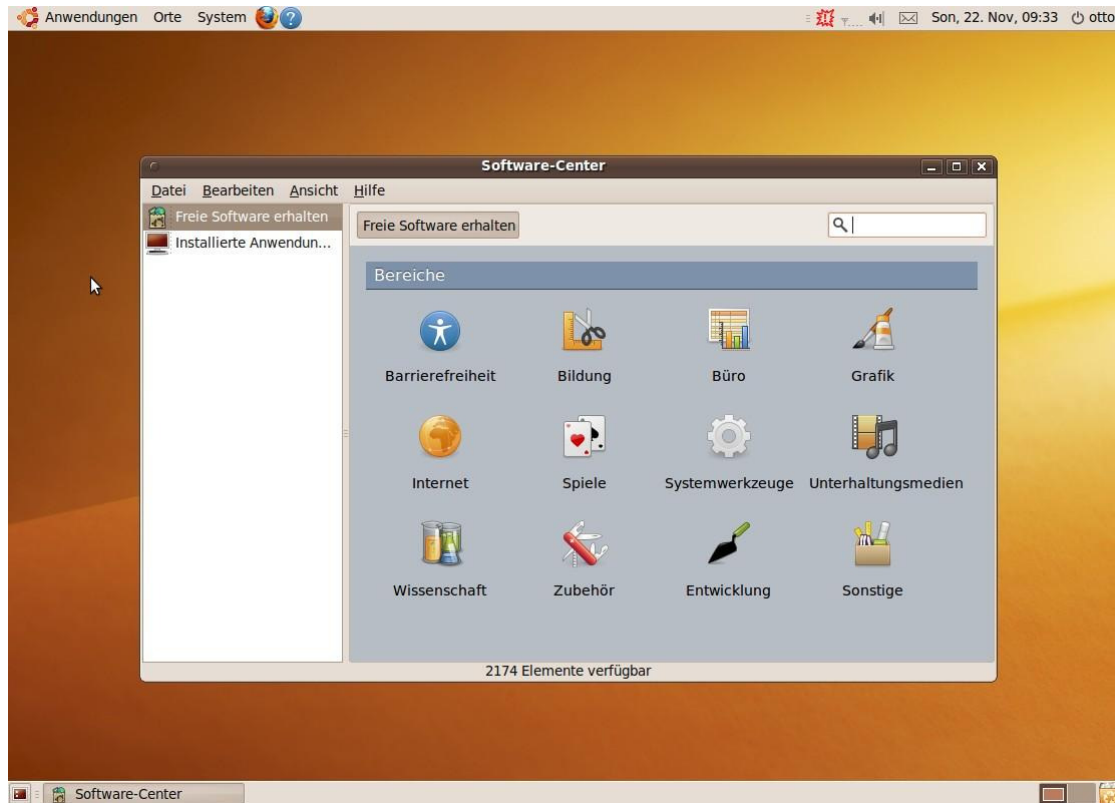 Anwendungen Orte System Son, 22. Nov, 09:33 otto
Software-Center
Datei Bearbeiten Ansicht Hilfe
Freie Software erhalten
Installierte Anwendun...
Freie Software erhalten
Bereiche
Barrierefreiheit Bildung Büro Grafik
Internet Spiele Systemwerkzeuge Unterhaltungsmedien
Wissenschaft Zubehör Entwicklung Sonstige
2174 Elemente verfügbar
Software-Center